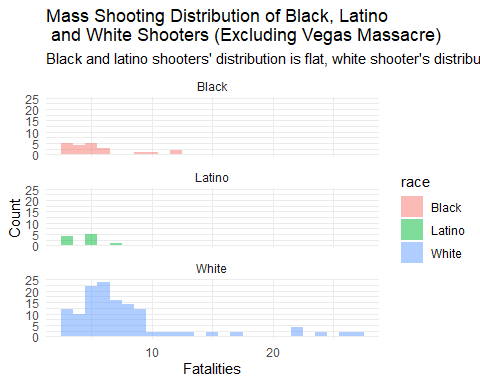 Mass Shooting Distribution of Black, Latino
and White Shooters (Excluding Vegas Massacre)
Black and latino shooters' distribution is flat, white shooter's distribu
Black
25
20
15
10
5
0
Latino
25
20
15
10
5
0
White
25
20
15
10
5
0
Count
10
20
Fatalities
race
Black
Latino
White